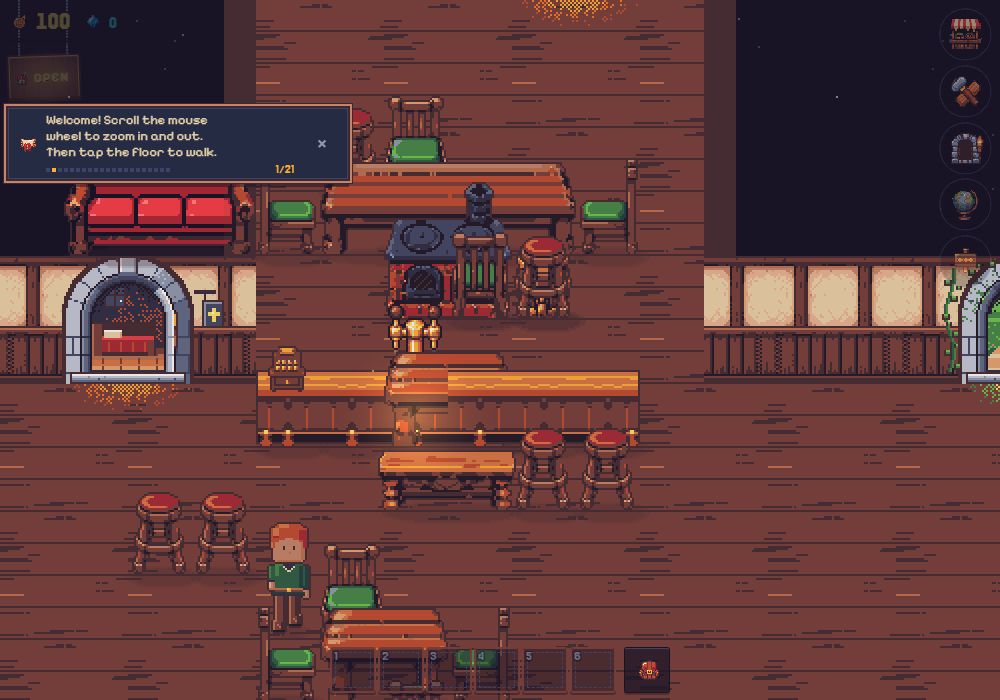 100 0
OPEN
Welcome! Scroll the mouse
wheel to zoom in and out.
Then tap the floor to walk.
1/21
1 2 3 4 5 6